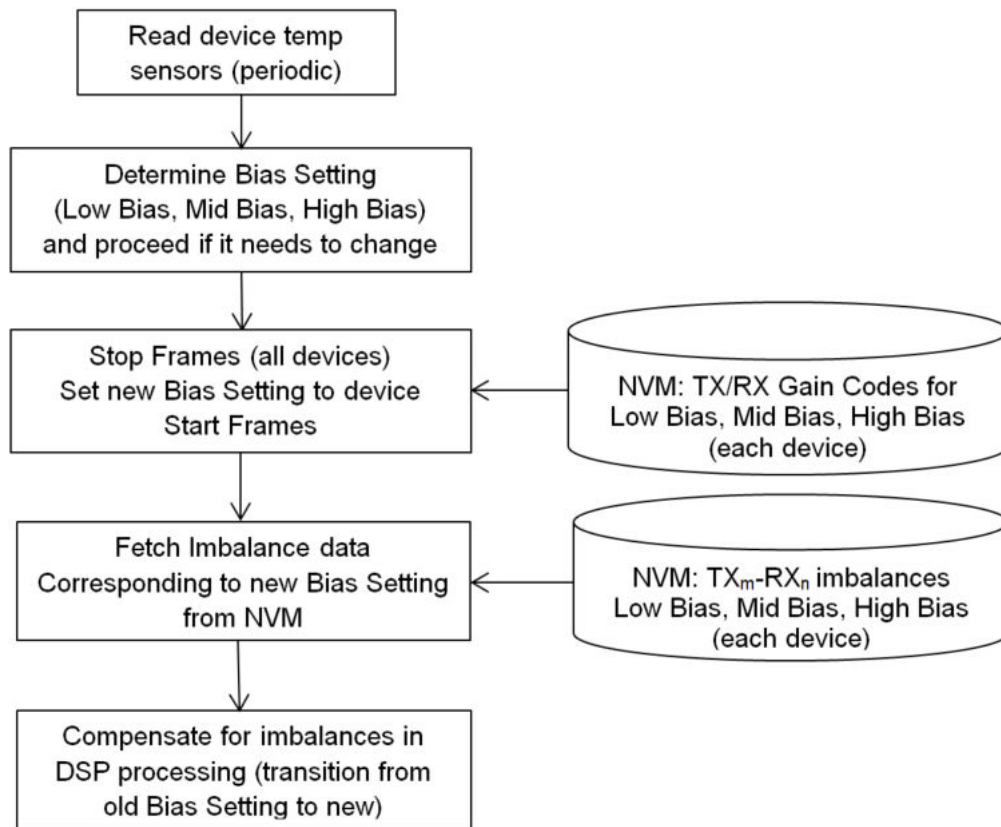 Read device temp
sensors (periodic)
Determine Bias Setting
(Low Bias, Mid Bias, High Bias)
and proceed if it needs to change
Stop Frames (all devices)
Set new Bias Setting to device
Start Frames
NVM: TX/RX Gain Codes for
Low Bias, Mid Bias, High Bias
(each device)
Fetch Imbalance data
Corresponding to new Bias Setting
from NVM
NVM: TXₘ-RXₙ imbalances
Low Bias, Mid Bias, High Bias
(each device)
Compensate for imbalances in
DSP processing (transition from
old Bias Setting to new)